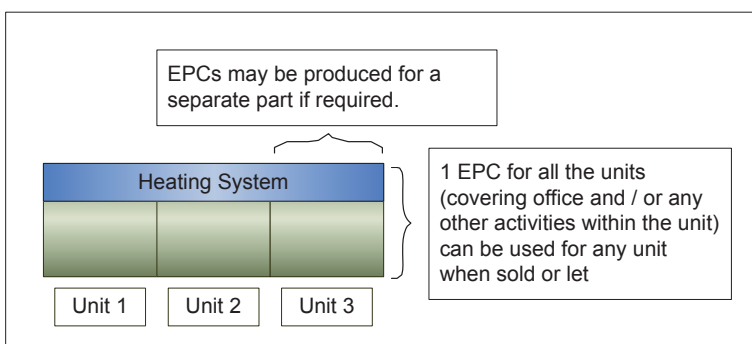 EPCs may be produced for a
separate part if required.
Heating System
1 EPC for all the units
(covering office and / or any
other activities within the unit)
can be used for any unit
when sold or let
Unit 1
Unit 2
Unit 3